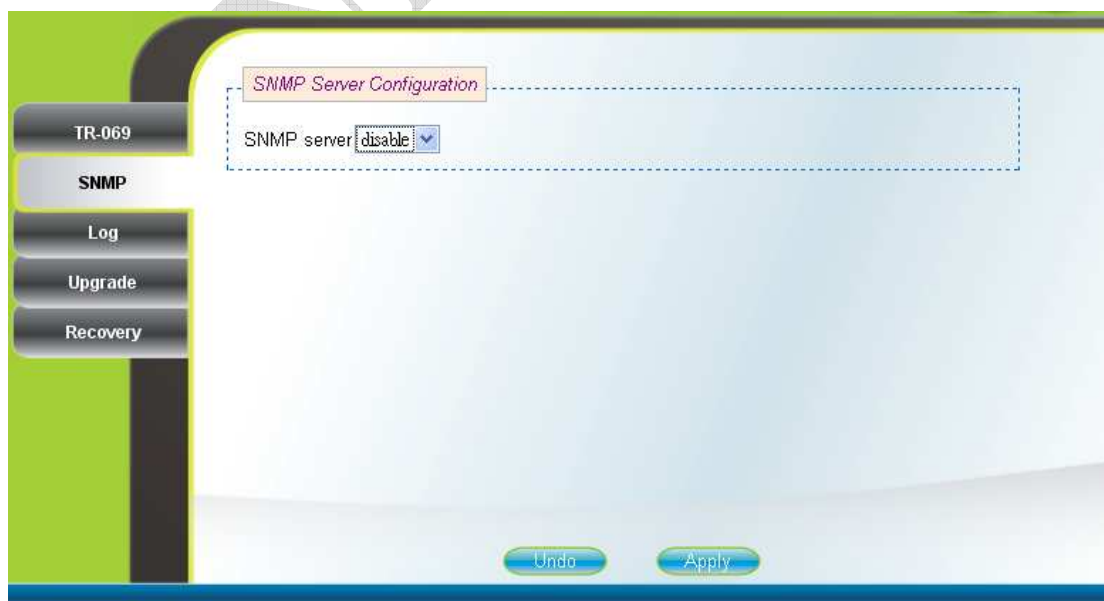 SNMP Server Configuration
SNMP server disable
TR-069
SNMP
Log
Upgrade
Recovery
Undo Apply